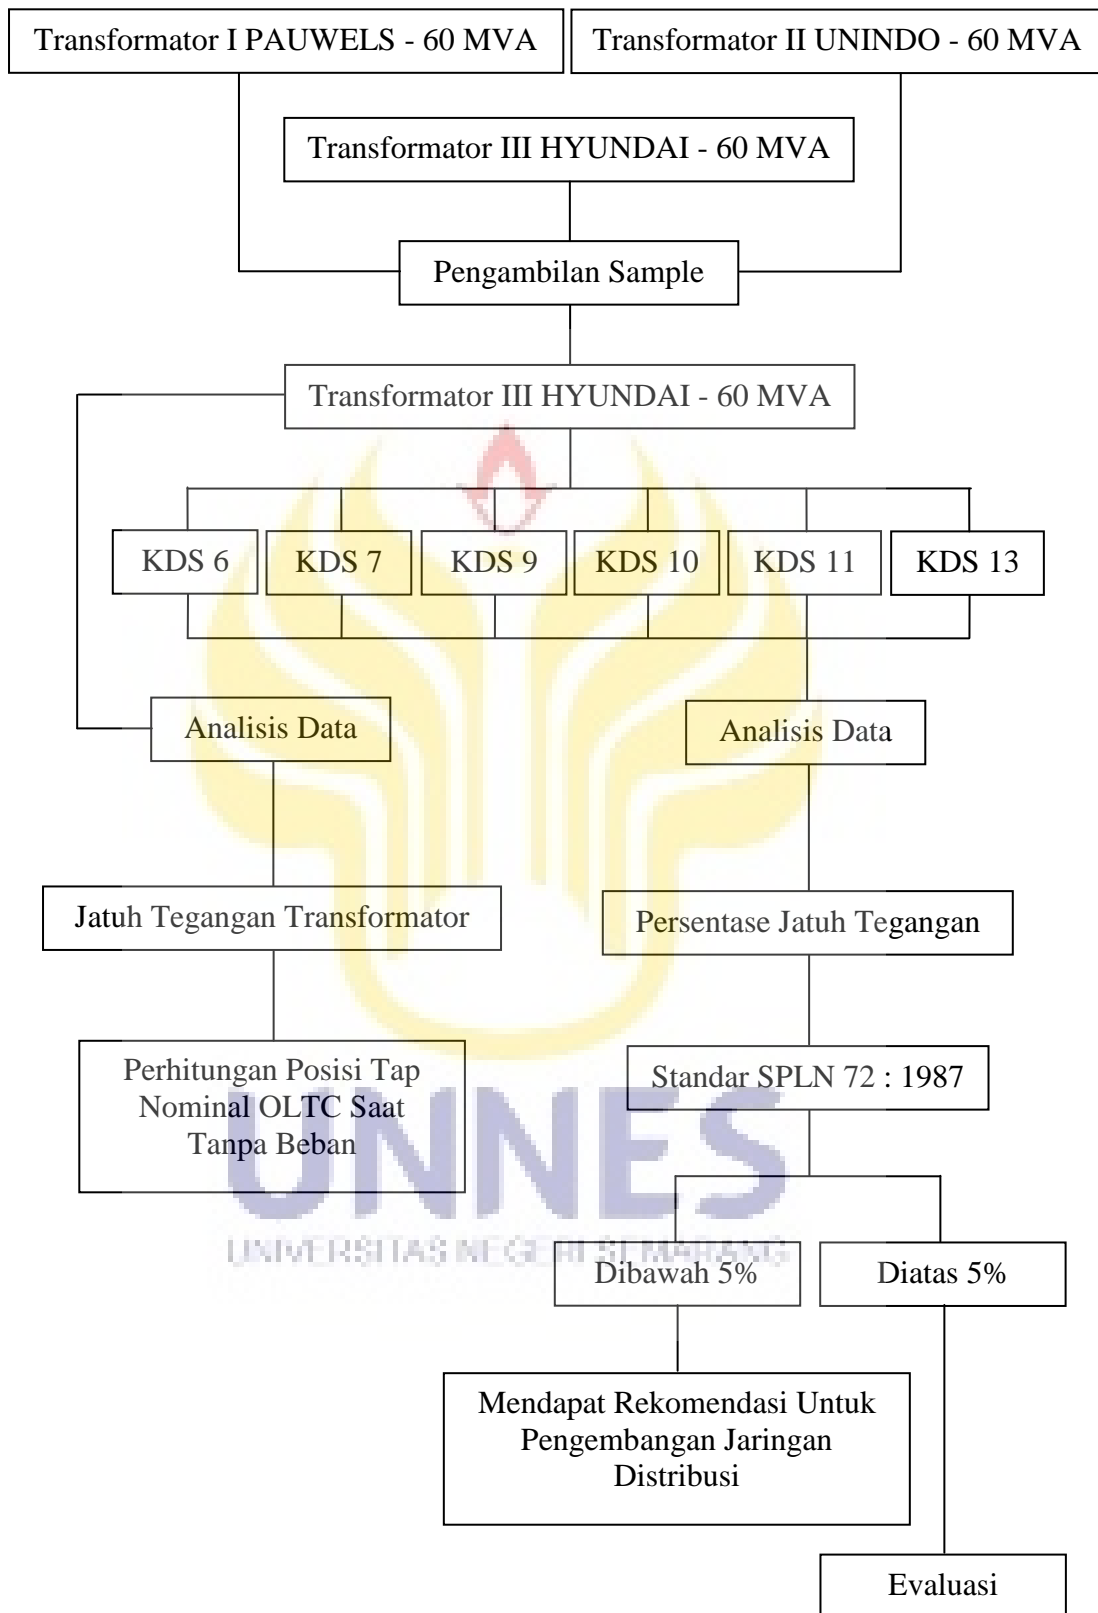 Transformator I PAUWELS - 60 MVA
Transformator II UNINDO - 60 MVA
Transformator III HYUNDAI - 60 MVA
Pengambilan Sample
Transformator III HYUNDAI - 60 MVA
KDS 6
KDS 7
KDS 9
KDS 10
KDS 11
KDS 13
Analisis Data
Analisis Data
Jatuh Tegangan Transformator
Persentase Jatuh Tegangan
Perhitungan Posisi Tap
Nominal OLTC Saat
Tanpa Beban
Standar SPLN 72 : 1987
UNNES
UNIVERSITAS NEGERI SEMARANG
Dibawah 5%
Diatas 5%
Mendapat Rekomendasi Untuk
Pengembangan Jaringan
Distribusi
Evaluasi